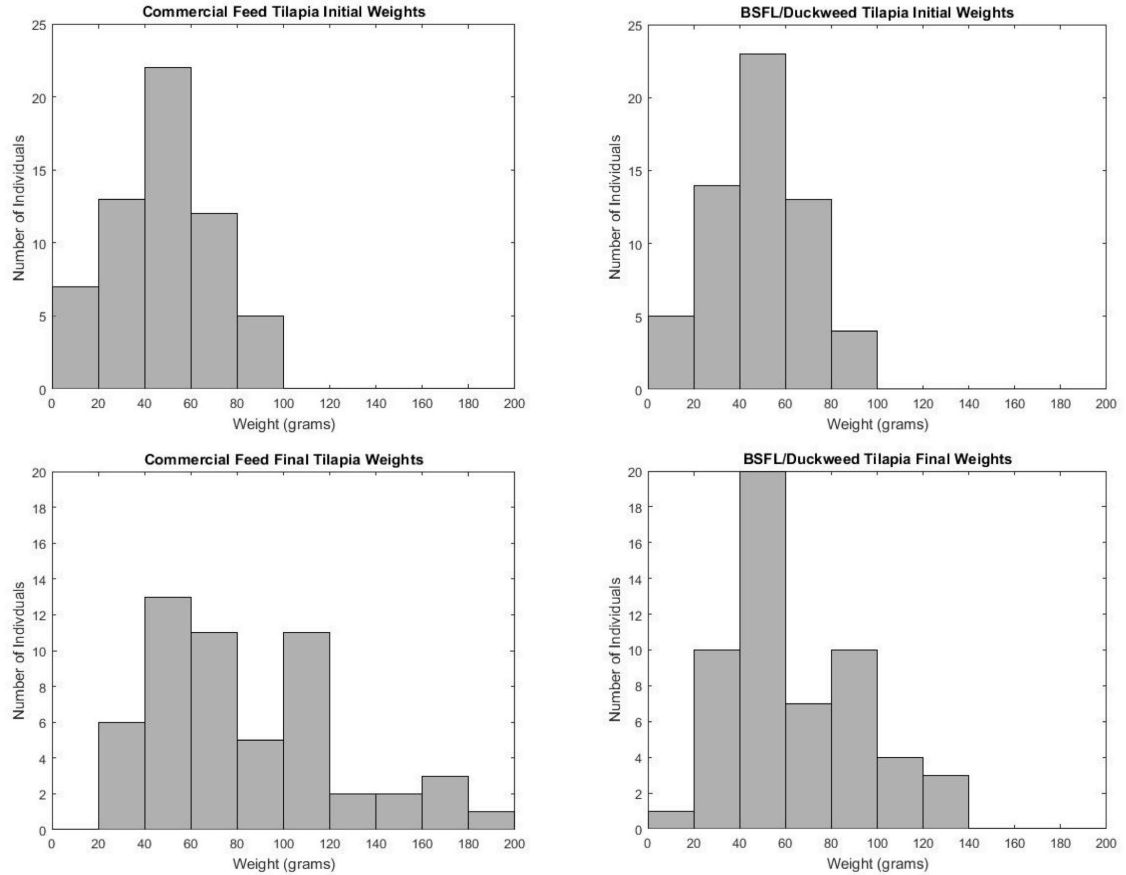 Commercial Feed Tilapia Initial Weights
25
20
15
10
5
0
Number of Individuals
0 20 40 60 80 100 120 140 160 180 200
Weight (grams)
BSFL/Duckweed Tilapia Initial Weights
25
20
15
10
5
0
Number of Individuals
0 20 40 60 80 100 120 140 160 180 200
Weight (grams)
Commercial Feed Final Tilapia Weights
20
18
16
14
12
10
8
6
4
2
0
Number of Indivduals
0 20 40 60 80 100 120 140 160 180 200
Weight (grams)
BSFL/Duckweed Tilapia Final Weights
20
18
16
14
12
10
8
6
4
2
0
Number of Individuals
0 20 40 60 80 100 120 140 160 180 200
Weight (grams)